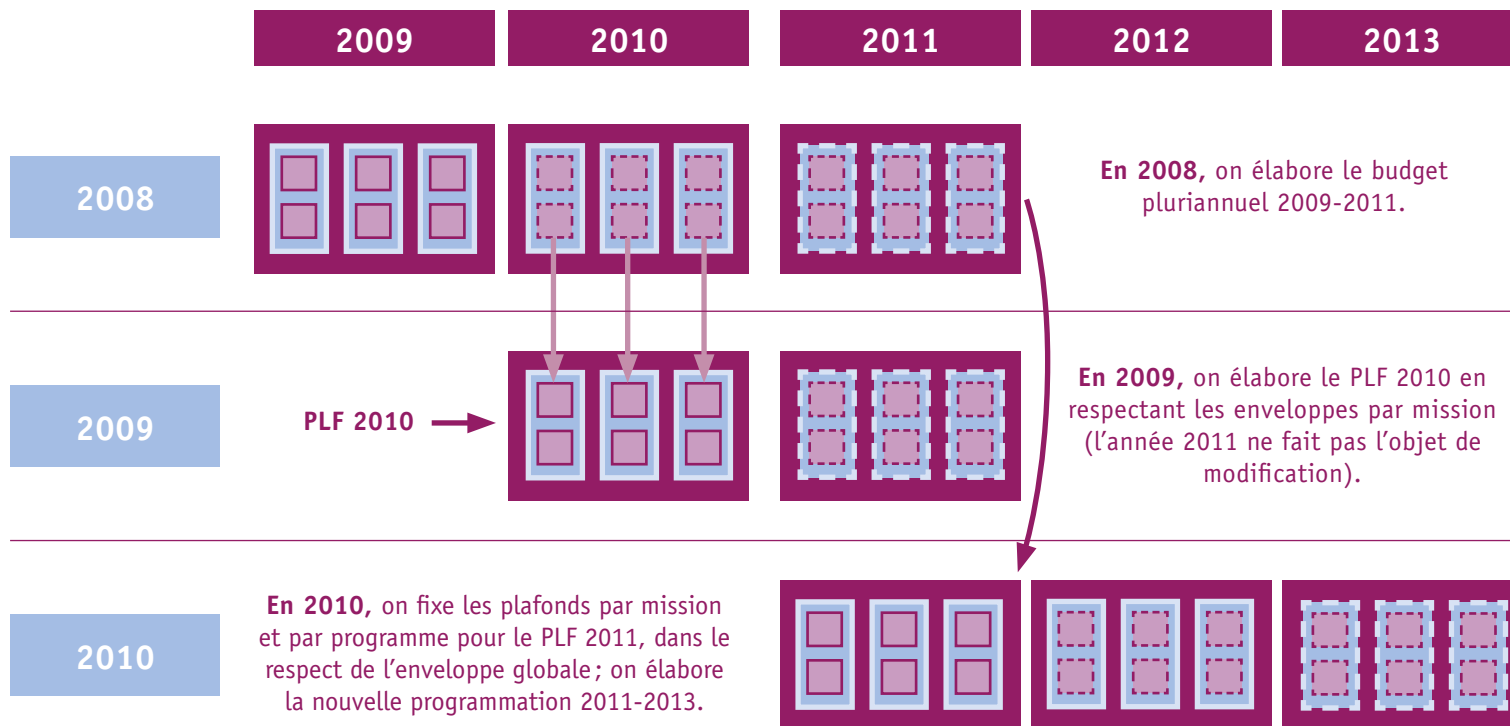 2009 2010 2011 2012 2013
2008
En 2008, on élabore le budget
pluriannuel 2009-2011.
2009
PLF 2010
En 2009, on élabore le PLF 2010 en
respectant les enveloppes par mission
(l’année 2011 ne fait pas l’objet de
modification).
2010
En 2010, on fixe les plafonds par mission
et par programme pour le PLF 2011, dans le
respect de l’enveloppe globale ; on élabore
la nouvelle programmation 2011-2013.